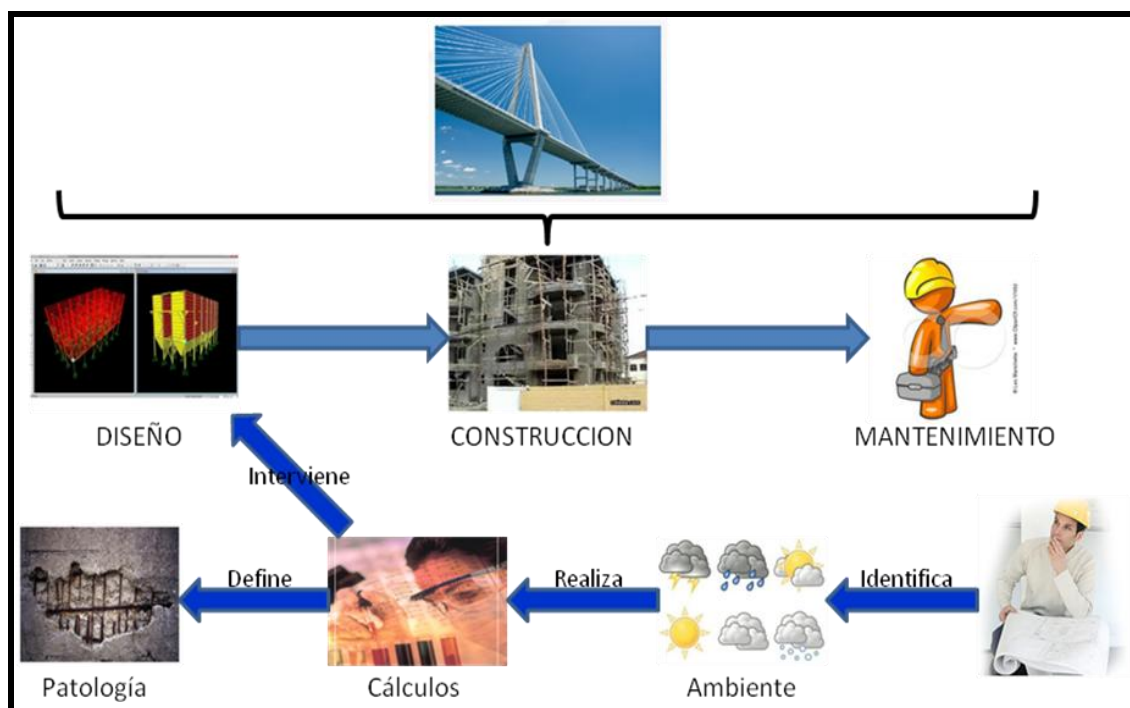 DISEÑO
CONSTRUCCION
MANTENIMIENTO
Interviene
Define
Realiza
Identifica
Patología
Cálculos
Ambiente